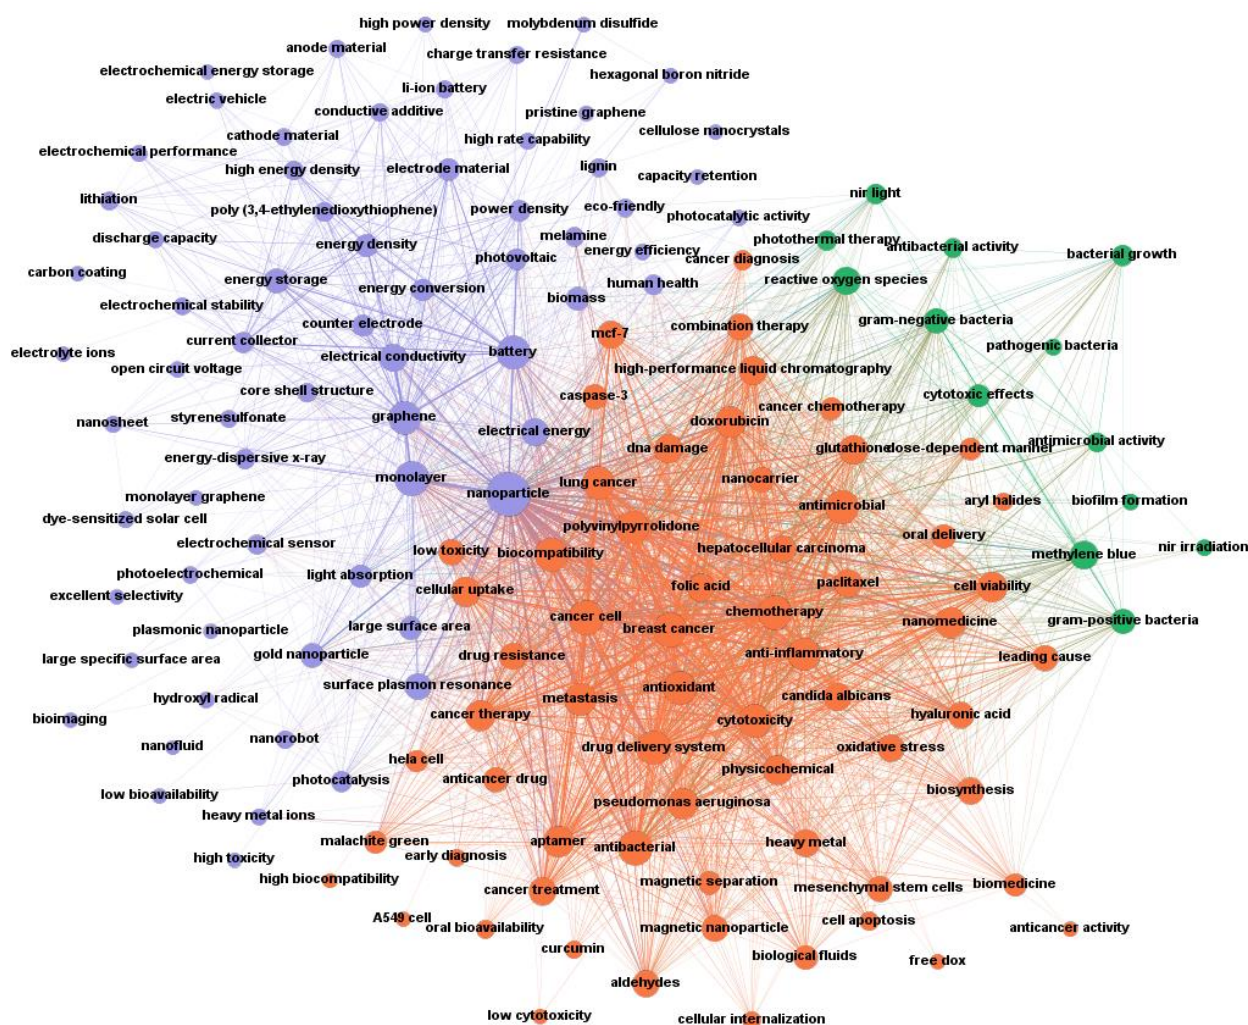 high power density
molybdenum disulfide
anode material
charge transfer resistance
electrochemical energy storage
hexagonal boron nitride
li-ion battery
electric vehicle
conductive additive
pristine graphene
cathode material
high rate capability
cellulose nanocrystals
electrochemical performance
high energy density
electrode material
lignin
capacity retention
lithiation
nir light
poly (3,4-ethylenedioxythiophene)
power density
eco-friendly
photocatalytic activity
discharge capacity
energy density
melamine
photothermal therapy
antibacterial activity
energy efficiency
bacterial growth
carbon coating
photovoltaic
cancer diagnosis
energy storage
energy conversion
human health
reactive oxygen species
electrochemical stability
biomass
counter electrode
combination therapy
gram-negative bacteria
mcf-7
current collector
pathogenic bacteria
electrolyte ions
electrical conductivity
battery
open circuit voltage
high-performance liquid chromatography
core shell structure
caspase-3
cytotoxic effects
cancer chemotherapy
nanosheet
styrenesulfonate
graphene
doxorubicin
electrical energy
antimicrobial activity
dna damage
glutathione
dose-dependent manner
energy-dispersive x-ray
monolayer
lung cancer
nanocarrier
nanoparticle
monolayer graphene
aryl halides
biofilm formation
antimicrobial
dye-sensitized solar cell
polyvinylpyrrolidone
oral delivery
electrochemical sensor
low toxicity
biocompatibility
hepatocellular carcinoma
nir irradiation
methylene blue
photoelectrochemical
light absorption
cellular uptake
folic acid
paclitaxel
cell viability
excellent selectivity
chemotherapy
cancer cell
plasmonic nanoparticle
large surface area
breast cancer
nanomedicine
gram-positive bacteria
large specific surface area
gold nanoparticle
drug resistance
anti-inflammatory
leading cause
surface plasmon resonance
antioxidant
hydroxyl radical
metastasis
candida albicans
bioimaging
cancer therapy
cytotoxicity
hyaluronic acid
nanofluid
nanorobot
drug delivery system
oxidative stress
hela cell
photocatalysis
anticancer drug
physicochemical
low bioavailability
pseudomonas aeruginosa
biosynthesis
heavy metal ions
malachite green
aptamer
antibacterial
heavy metal
high toxicity
early diagnosis
high biocompatibility
cancer treatment
magnetic separation
mesenchymal stem cells
biomedicine
A549 cell
oral bioavailability
magnetic nanoparticle
cell apoptosis
anticancer activity
curcumin
biological fluids
free dox
aldehydes
low cytotoxicity
cellular internalization